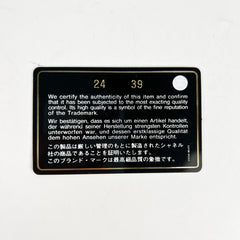 24 39
We certify the authenticity of this item and confirm
that it has been subjected to the most exacting quality
control. Its high quality is a symbol of the fine reputation
of the Trademark.
Wir bestätigen, dass es sich um einen Artikel handelt,
der während seiner Herstellung strengsten Kontrollen
unterworfen war, und dessen erstklassige Qualität
dem hohen Ansehen unserer Marke entspricht.
この製品は厳しい管理のもとに製造されたシャネル
社の商品であることを証明いたします。
このブランド・マークは最高級品質の象徴です。